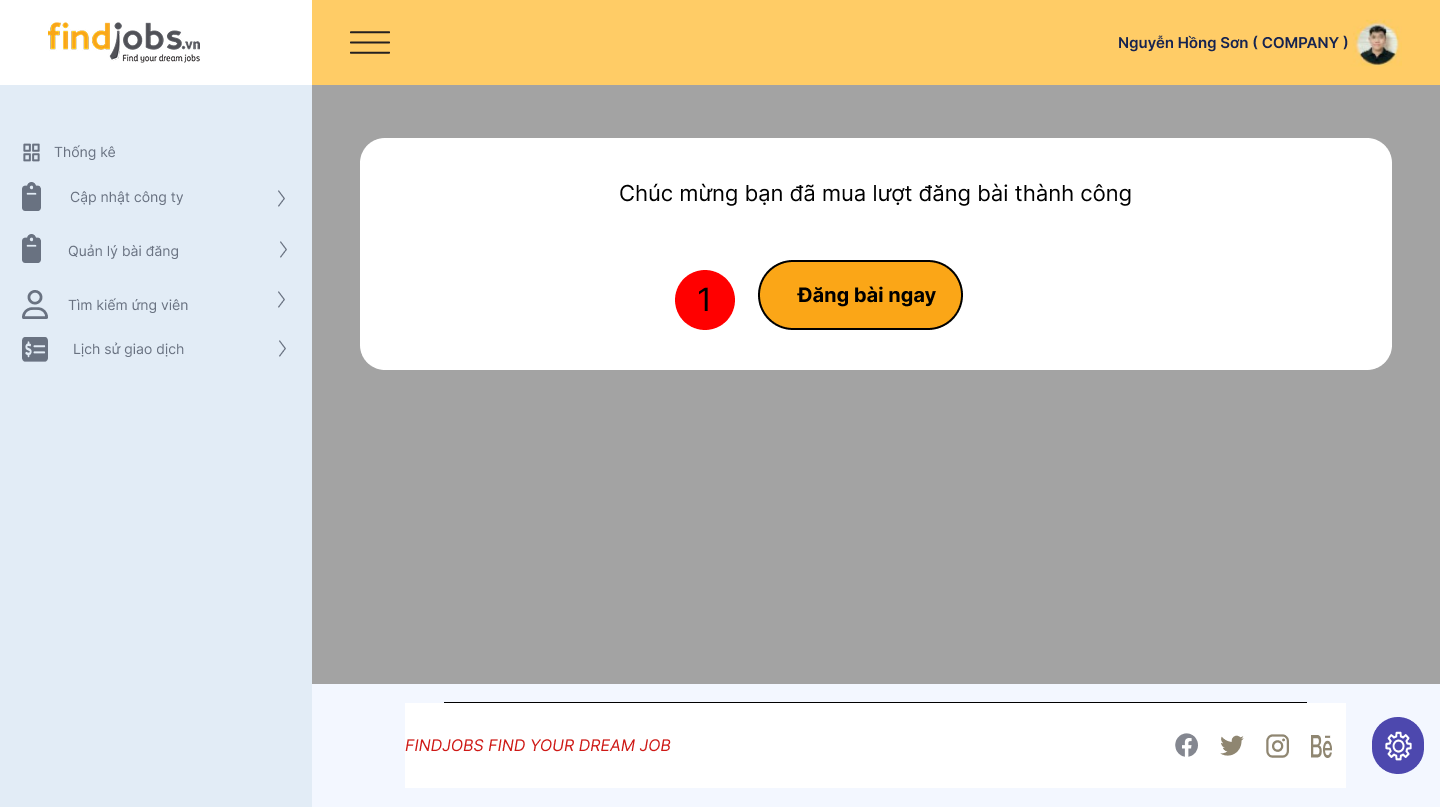 findjobs.vn
Find your dream jobs
Nguyễn Hồng Sơn ( COMPANY )
Thống kê
Cập nhật công ty
Quản lý bài đăng
Tìm kiếm ứng viên
Lịch sử giao dịch
Chúc mừng bạn đã mua lượt đăng bài thành công
1
Đăng bài ngay
FINDJOBS FIND YOUR DREAM JOB